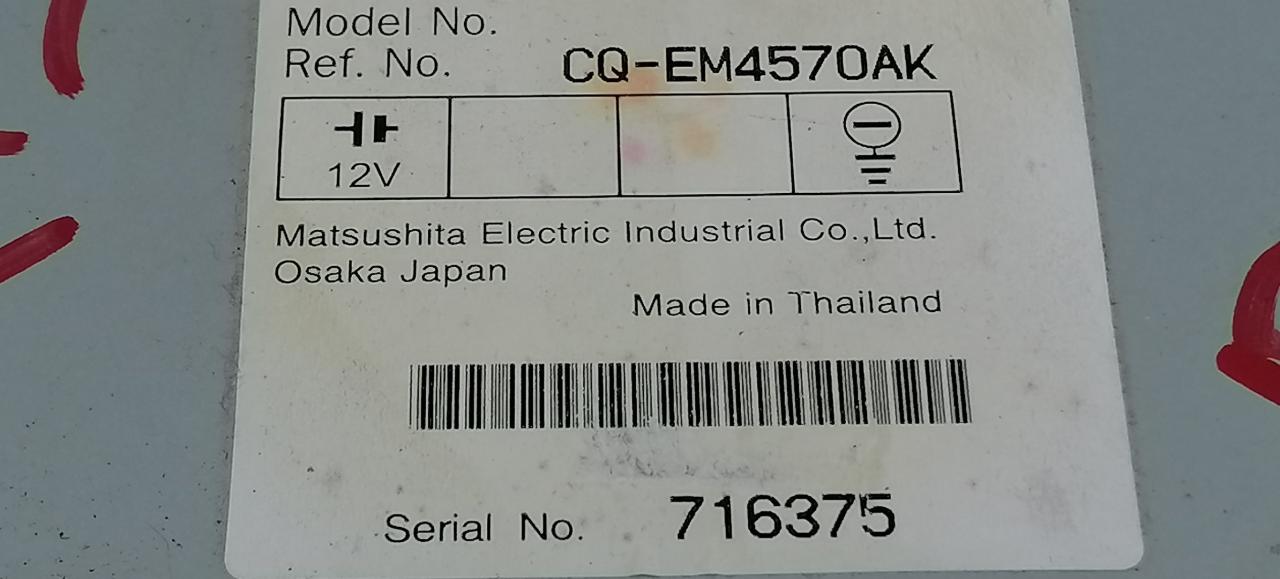 Model No.
Ref. No. CQ-EM4570AK
12V
Matsushita Electric Industrial Co.,Ltd.
Osaka Japan
Made in Thailand
Serial No. 716375